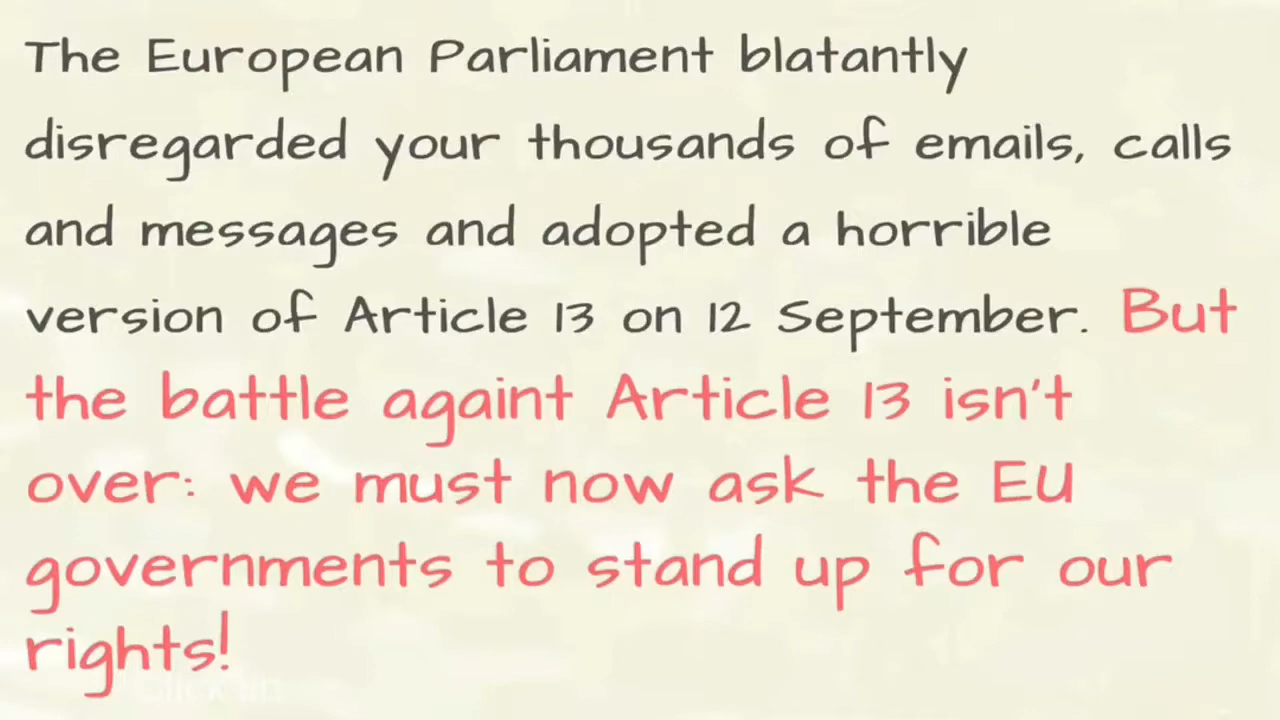 The European Parliament blatantly
disregarded your thousands of emails, calls
and messages and adopted a horrible
version of Article 13 on 12 September. But
the battle againt Article 13 isn't
over: we must now ask the EU
governments to stand up for our
rights!